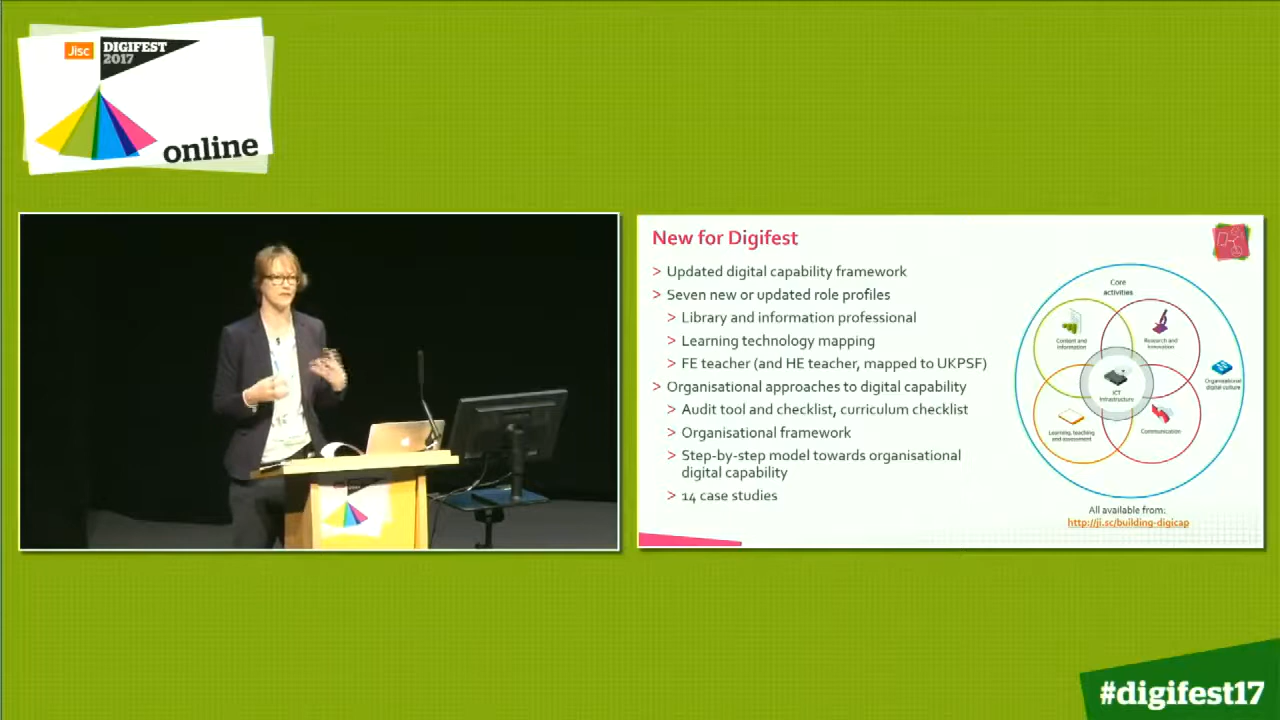 Jisc
DIGIFEST
2017
online
New for Digifest
> Updated digital capability framework
> Seven new or updated role profiles
> Library and information professional
> Learning technology mapping
> FE teacher (and HE teacher, mapped to UKPSF)
> Organisational approaches to digital capability
> Audit tool and checklist, curriculum checklist
> Organisational framework
> Step-by-step model towards organisational
digital capability
> 14 case studies
Core
activities
Content and
information
Research and
innovation
ICT
Infrastructure
Organisational
digital culture
Learning, teaching
and assessment
Communication
All available from:
http://ji.sc/building-digicap
#digifest17